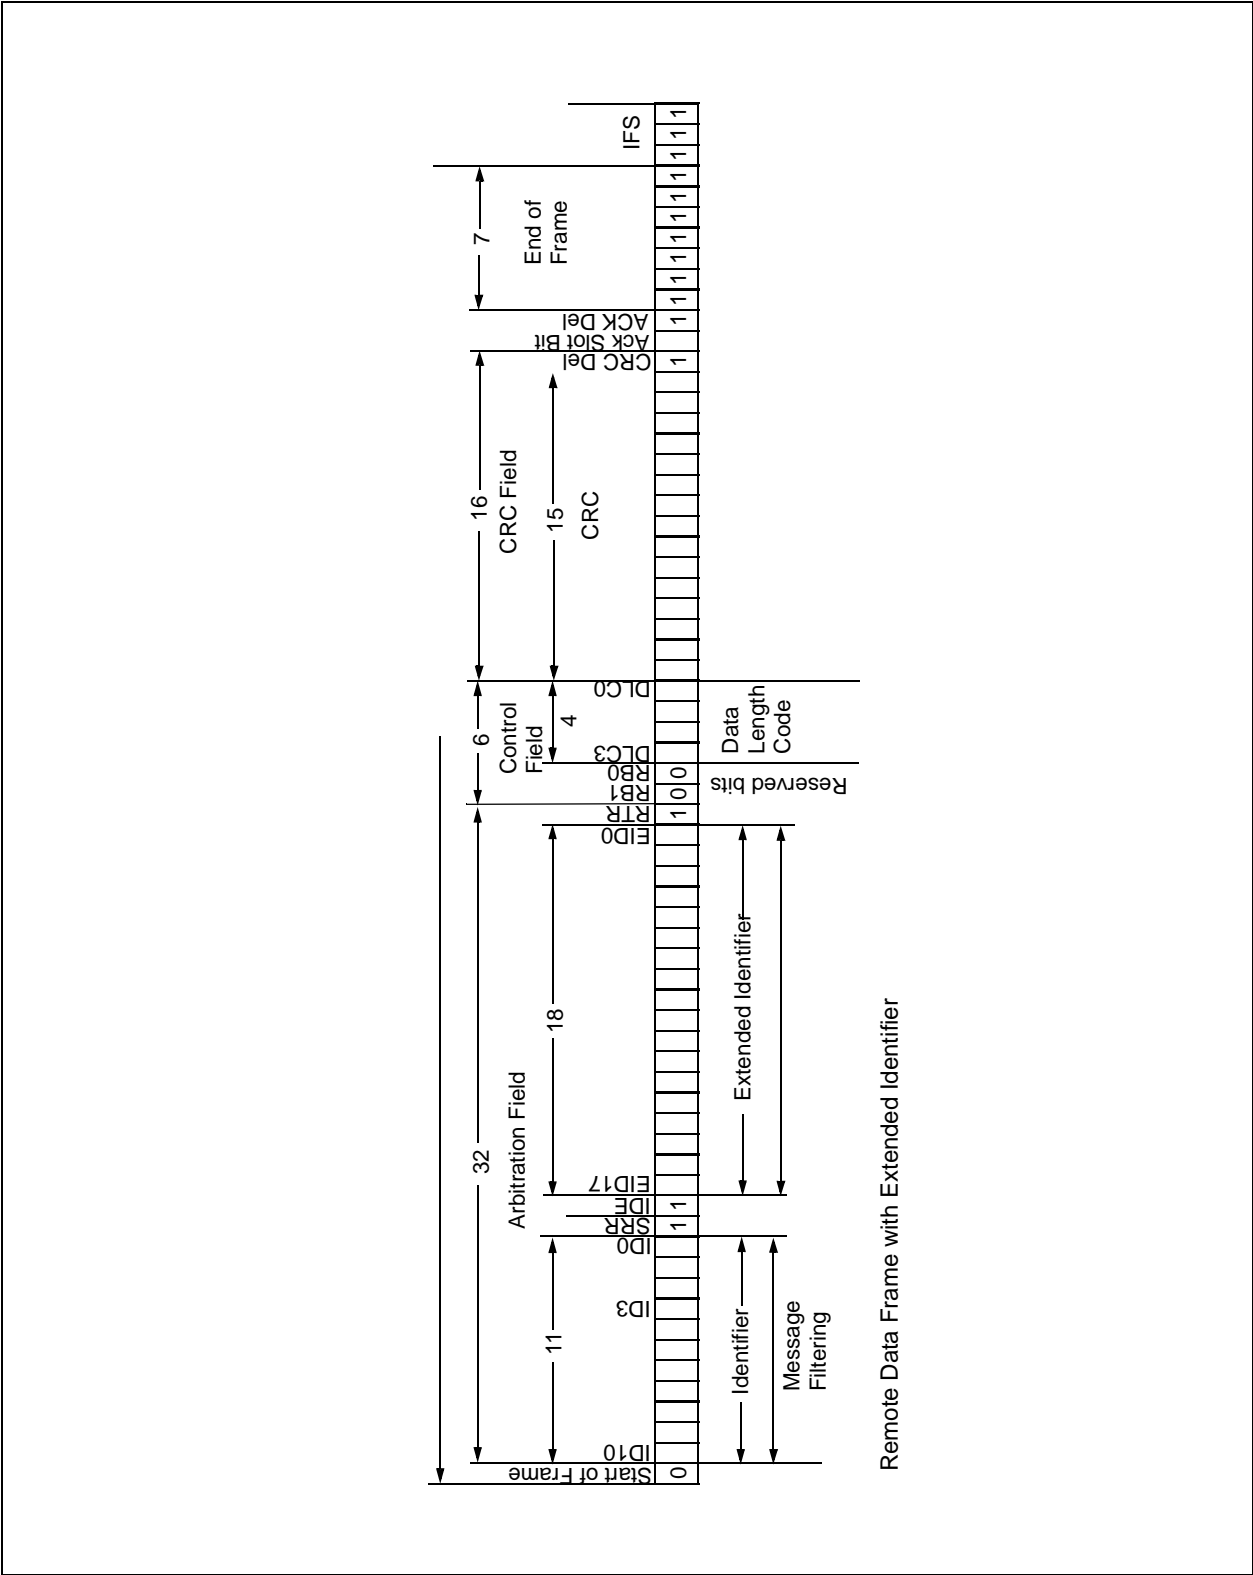 Start of Frame
ID10
ID3
ID0
SRR
IDE
EID17
EID0
RTR
RB1
RB0
DLC3
DLC0
CRC Del
Ack Slot Bit
ACK Del
32
Arbitration Field
11
18
6
Control
Field
4
16
CRC Field
15
CRC
7
End of
Frame
IFS
0
1
1
1
0
0
1
1
1
1
1
1
1
1
1
1
1
1
Identifier
Message
Filtering
Extended Identifier
Reserved bits
Data
Length
Code
Remote Data Frame with Extended Identifier